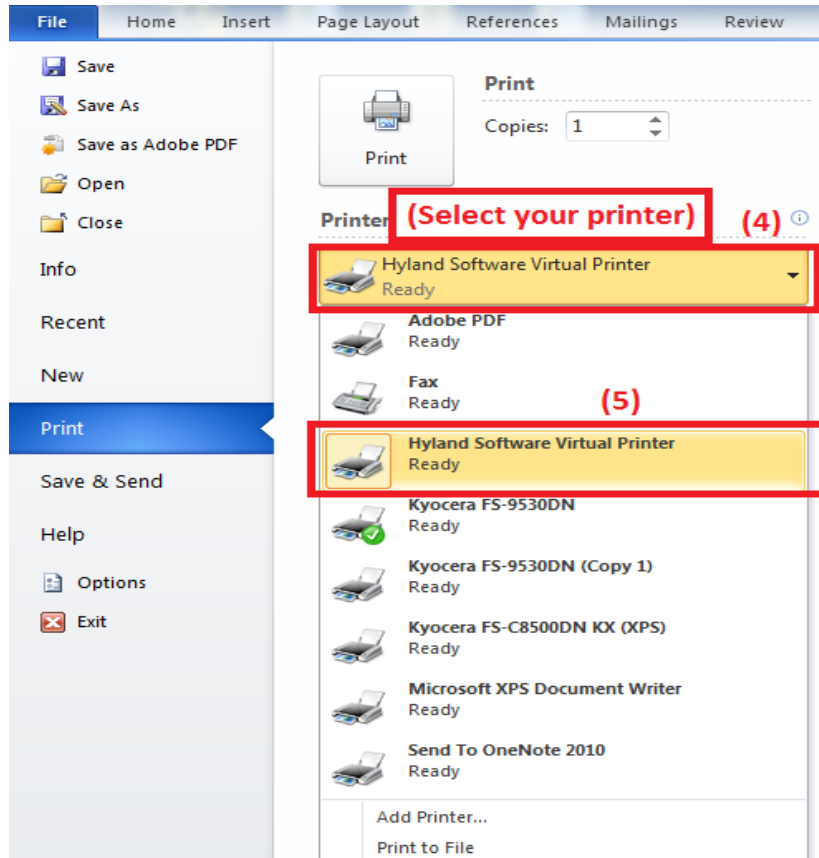 File Home Insert Page Layout References Mailings Review
Save
Save As
Save as Adobe PDF
Open
Close
Info
Recent
New
Print
Save & Send
Help
Options
Exit
Print
Print
Copies: 1
Printer (Select your printer) (4)
Hyland Software Virtual Printer
Ready
Adobe PDF
Ready
Fax
Ready
(5)
Hyland Software Virtual Printer
Ready
Kyocera FS-9530DN
Ready
Kyocera FS-9530DN (Copy 1)
Ready
Kyocera FS-C8500DN KX (XPS)
Ready
Microsoft XPS Document Writer
Ready
Send To OneNote 2010
Ready
Add Printer...
Print to File